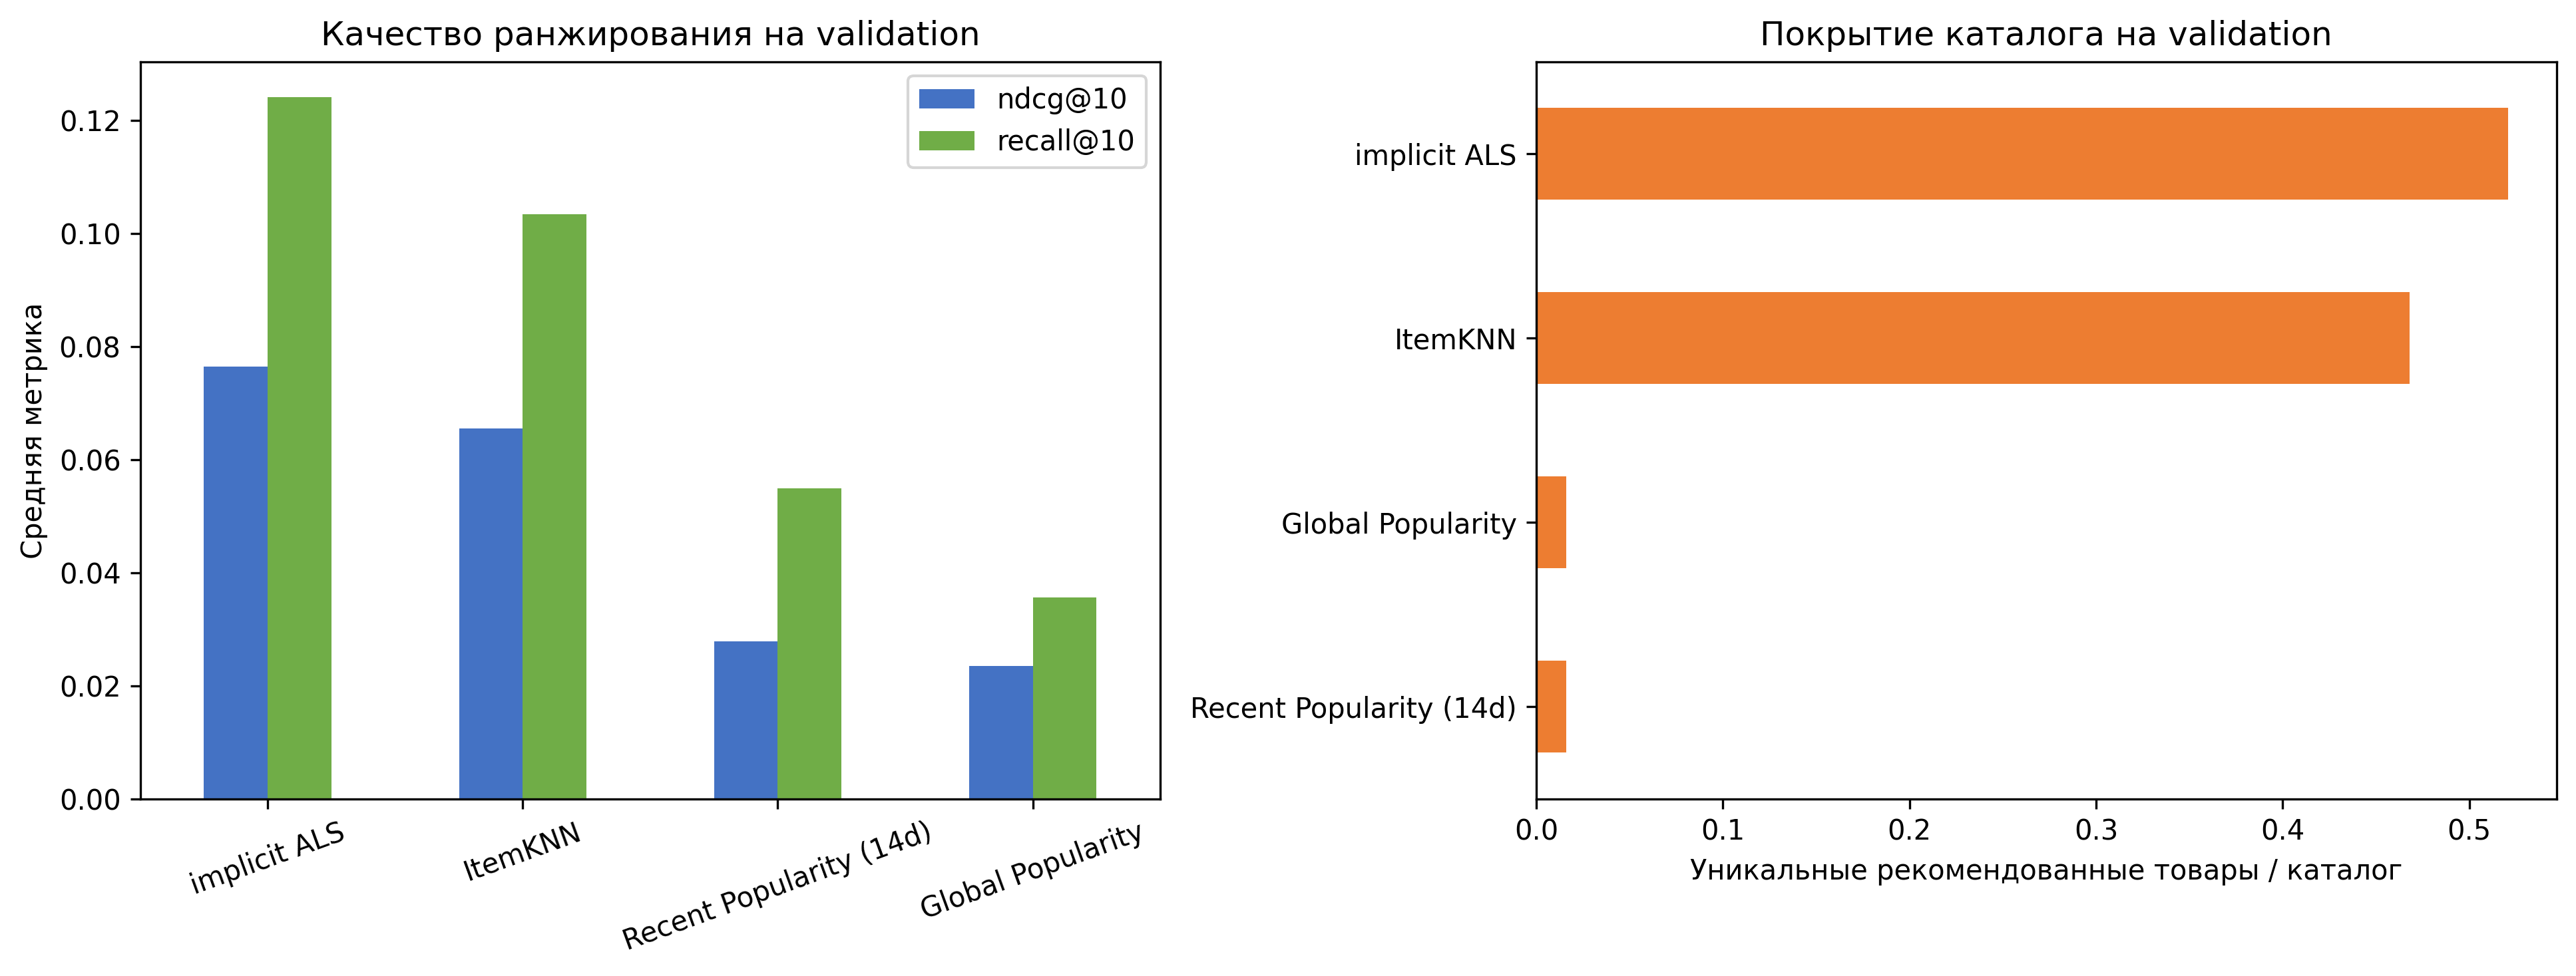 Качество ранжирования на validation
ndcg@10
recall@10
Средняя метрика
0.12
0.10
0.08
0.06
0.04
0.02
0.00
implicit ALS
ItemKNN
Recent Popularity (14d)
Global Popularity
Покрытие каталога на validation
implicit ALS
ItemKNN
Global Popularity
Recent Popularity (14d)
0.0 0.1 0.2 0.3 0.4 0.5
Уникальные рекомендованные товары / каталог